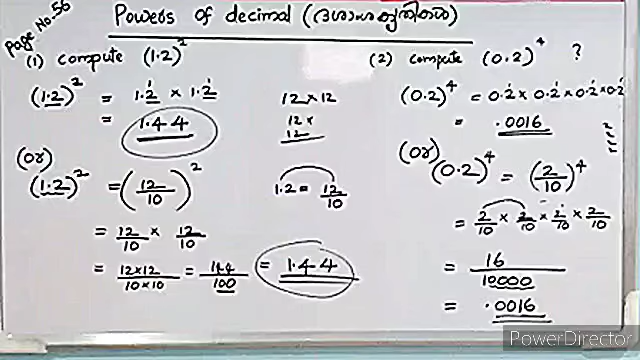 Page No.56
Powers of decimal (ദശാംശകൃതികൾ)
(1) compute (1.2)²
(1.2)² = 1.2 × 1.2
= 1.44
12 × 12
12 ×
12
(or)
(1.2)² = (12/10)²
1.2 = 12/10
= 12/10 × 12/10
= 12×12/10×10 = 144/100 = 1.44
(2) compute (0.2)⁴ ?
(0.2)⁴ = 0.2 × 0.2 × 0.2 × 0.2
= .0016
(or)
(0.2)⁴ = (2/10)⁴
= 2/10 × 2/10 × 2/10 × 2/10
= 16/10000
= .0016
PowerDirector